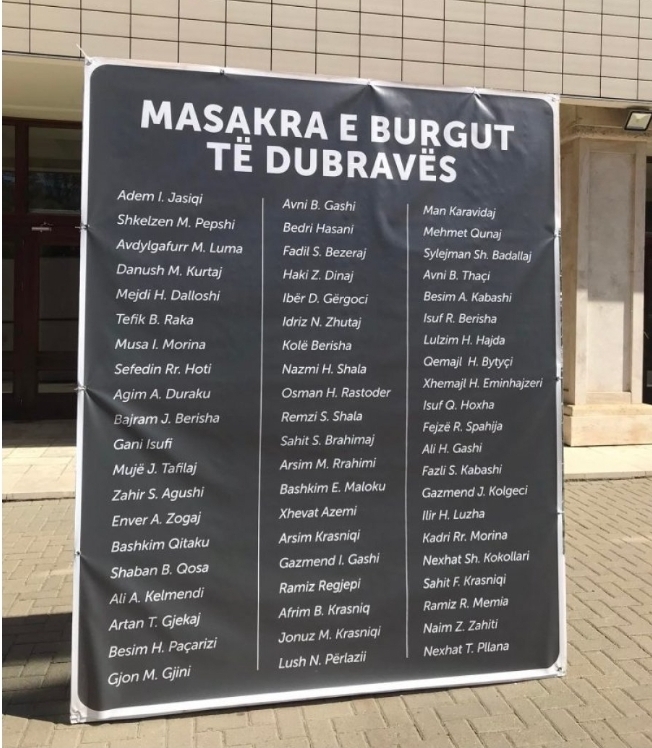 MASAKRA E BURGUT
TË DUBRAVËS
Adem I. Jasiqi
Shkelzen M. Pepshi
Avdylgafurr M. Luma
Danush M. Kurtaj
Mejdi H. Dalloshi
Tefik B. Raka
Musa I. Morina
Sefedin Rr. Hoti
Agim A. Duraku
Bajram J. Berisha
Gani Isufi
Mujë J. Tafilaj
Zahir S. Agushi
Enver A. Zogaj
Bashkim Qitaku
Shaban B. Qosa
Ali A. Kelmendi
Artan T. Gjekaj
Besim H. Paçarizi
Gjon M. Gjini
Avni B. Gashi
Bedri Hasani
Fadil S. Bezeraj
Haki Z. Dinaj
Ibër D. Gërgoci
Idriz N. Zhutaj
Kolë Berisha
Nazmi H. Shala
Osman H. Rastoder
Remzi S. Shala
Sahit S. Brahimaj
Arsim M. Rrahimi
Bashkim E. Maloku
Xhevat Azemi
Arsim Krasniqi
Gazmend I. Gashi
Ramiz Regjepi
Afrim B. Krasniq
Jonuz M. Krasniqi
Lush N. Përlazii
Man Karavidaj
Mehmet Qunaj
Sylejman Sh. Badallaj
Avni B. Thaçi
Besim A. Kabashi
Isuf R. Berisha
Lulzim H. Hajda
Qemajl H. Bytyçi
Xhemajl H. Eminhajzeri
Isuf Q. Hoxha
Fejzë R. Spahija
Ali H. Gashi
Fazli S. Kabashi
Gazmend J. Kolgeci
Ilir H. Luzha
Kadri Rr. Morina
Nexhat Sh. Kokollari
Sahit F. Krasniqi
Ramiz R. Memia
Naim Z. Zahiti
Nexhat T. Pllana